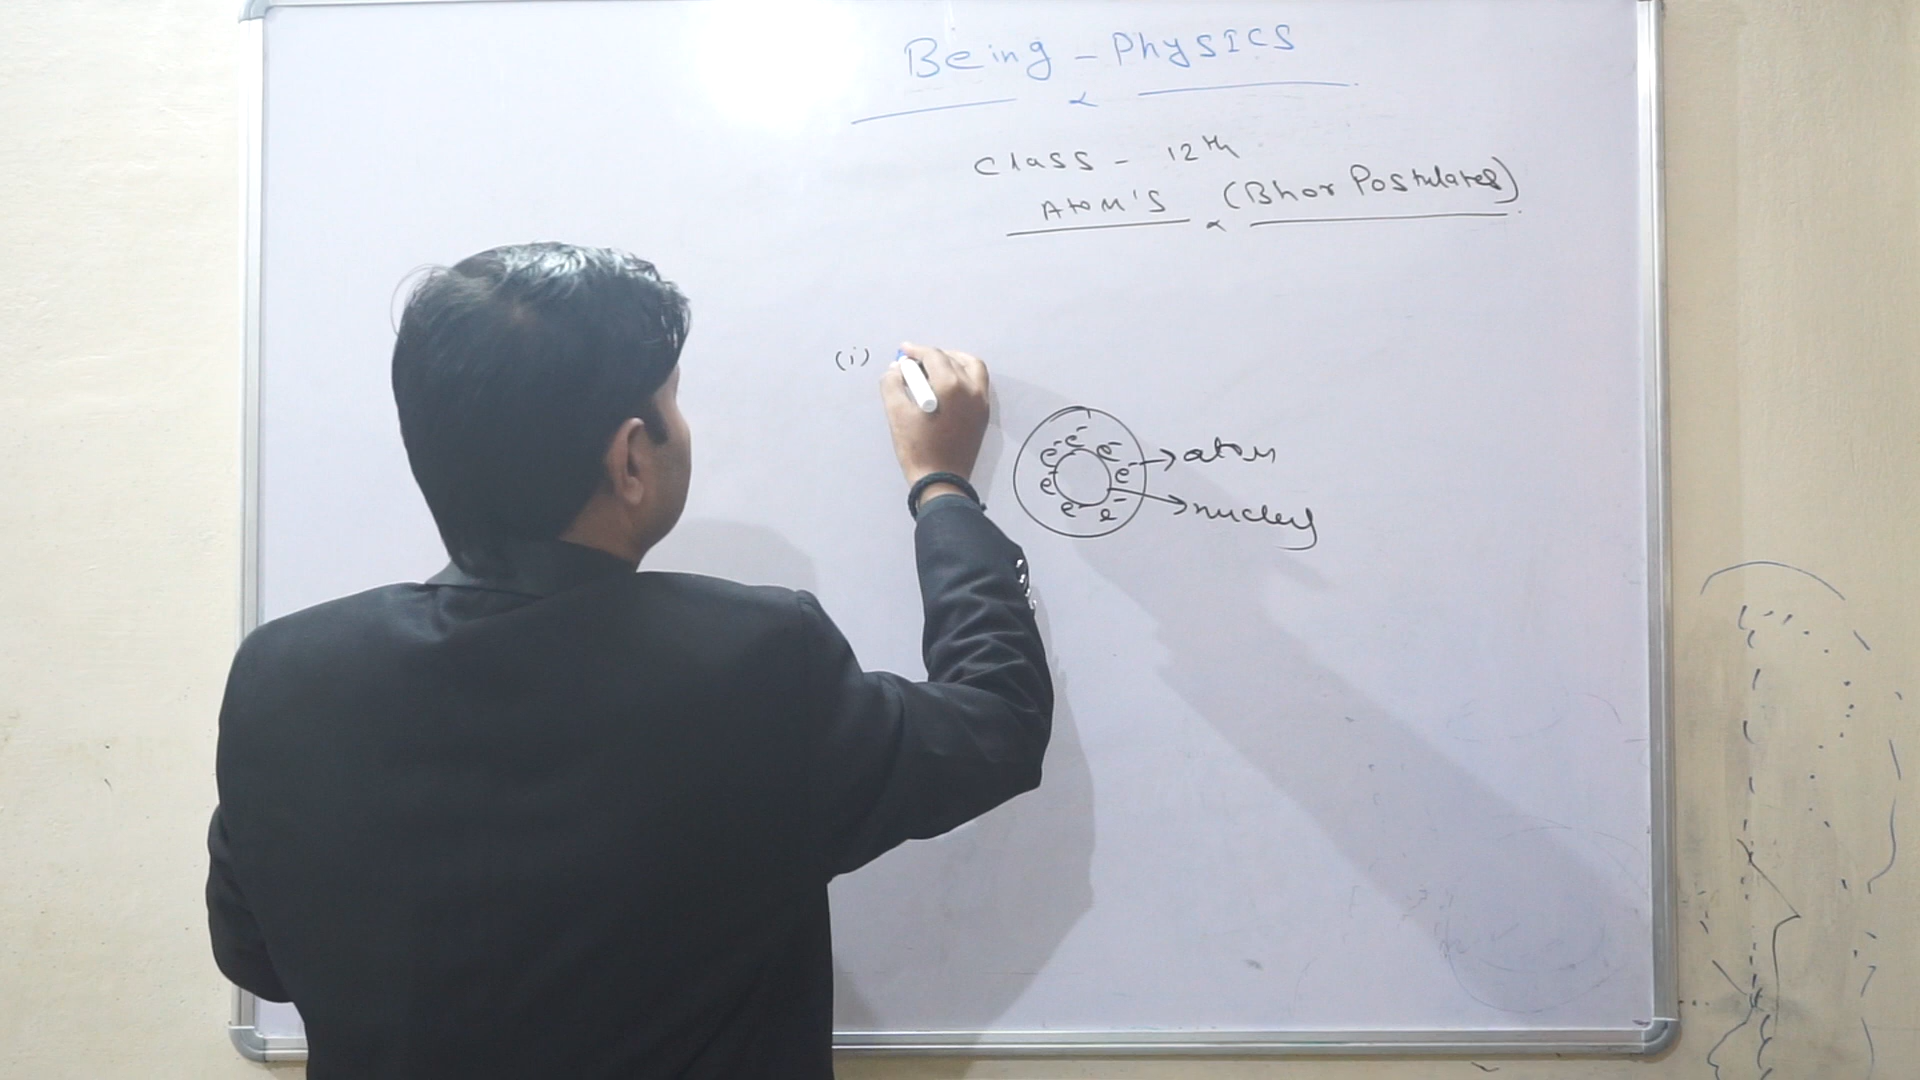 Being - Physics
Class - 12th
Atom's (Bhor Postulates)
(i)
e- e- e-
e e-
e- e-
atom
nucleus